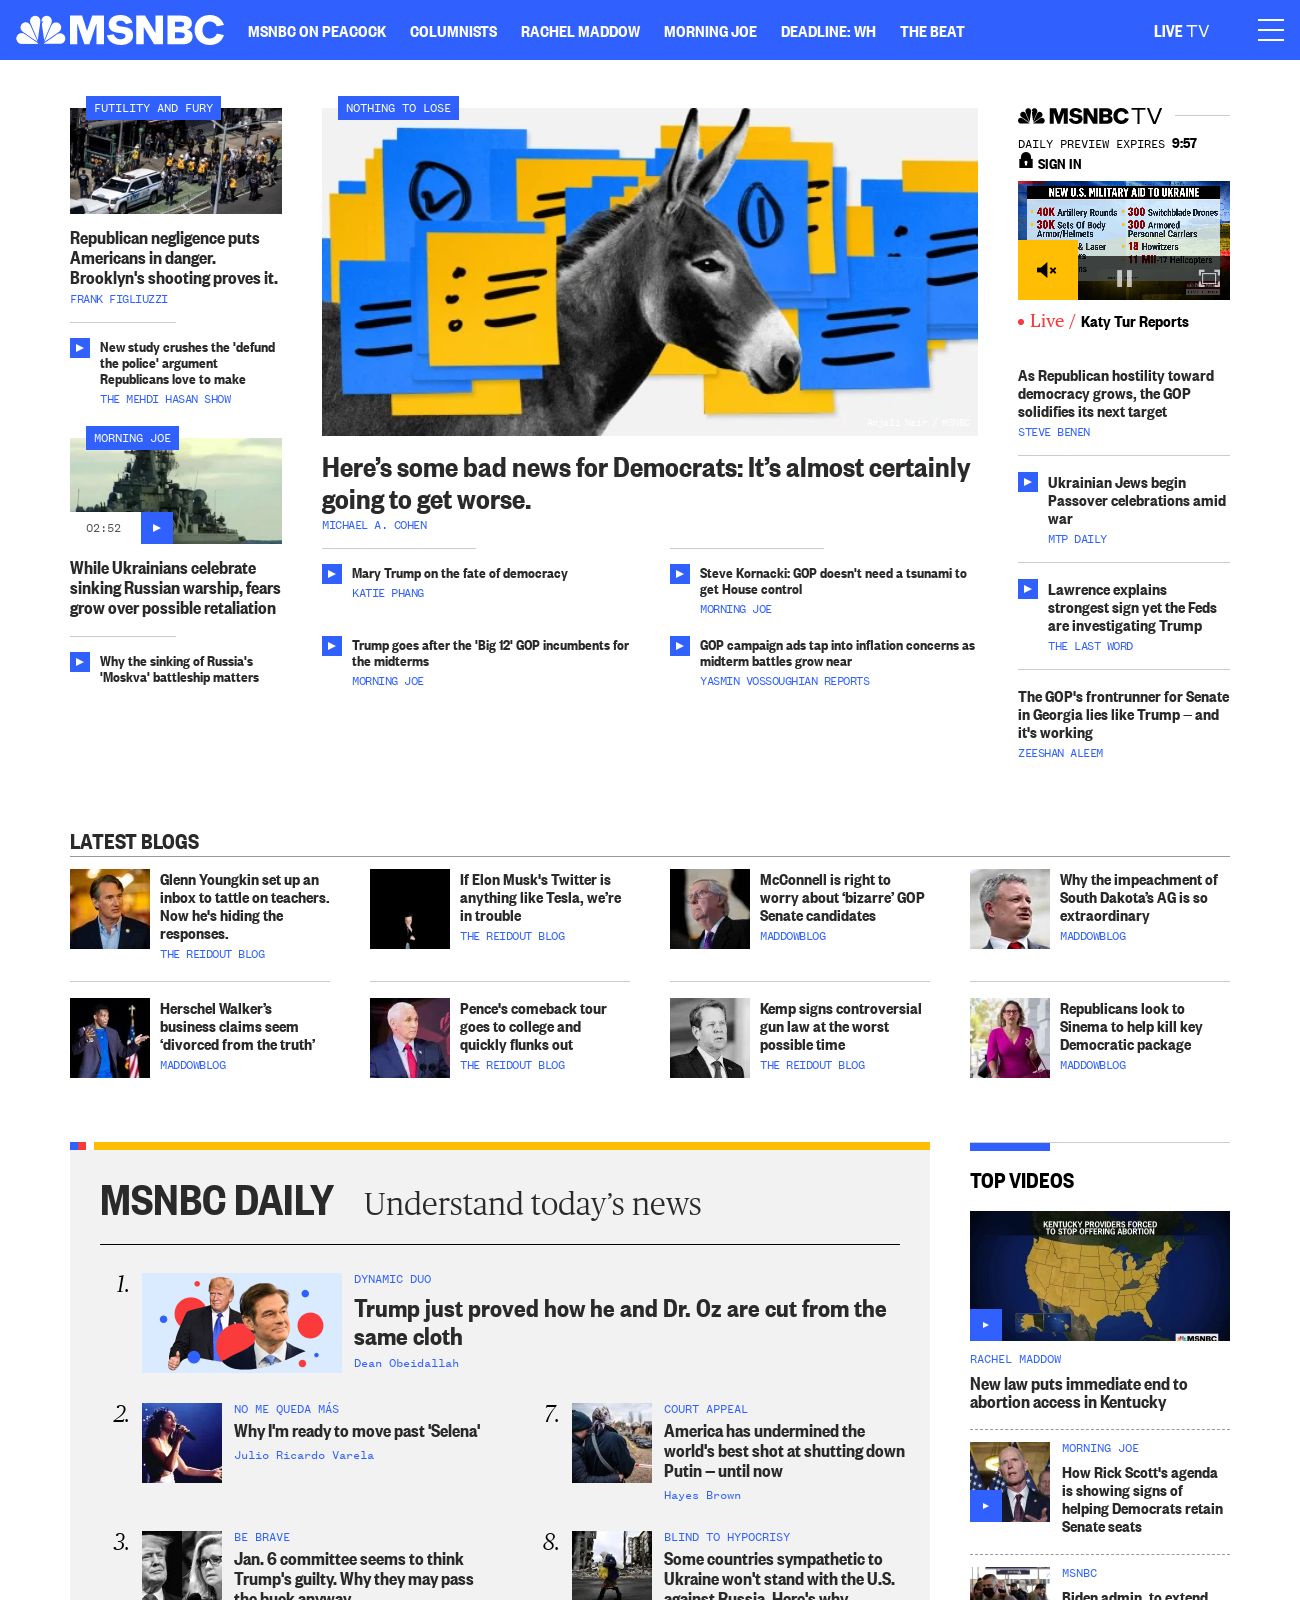 MSNBC
MSNBC ON PEACOCK
COLUMNISTS
RACHEL MADDOW
MORNING JOE
DEADLINE: WH
THE BEAT
LIVE TV
FUTILITY AND FURY
Republican negligence puts
Americans in danger.
Brooklyn's shooting proves it.
FRANK FIGLIUZZI
New study crushes the 'defund
the police' argument
Republicans love to make
THE MEHDI HASAN SHOW
MORNING JOE
02:52
While Ukrainians celebrate
sinking Russian warship, fears
grow over possible retaliation
Why the sinking of Russia's
'Moskva' battleship matters
NOTHING TO LOSE
Anjali Nair / MSNBC
Here’s some bad news for Democrats: It’s almost certainly
going to get worse.
MICHAEL A. COHEN
Mary Trump on the fate of democracy
KATIE PHANG
Steve Kornacki: GOP doesn't need a tsunami to
get House control
MORNING JOE
Trump goes after the 'Big 12' GOP incumbents for
the midterms
MORNING JOE
GOP campaign ads tap into inflation concerns as
midterm battles grow near
YASMIN VOSSOUGHIAN REPORTS
MSNBC TV
DAILY PREVIEW EXPIRES 9:57
SIGN IN
NEW U.S. MILITARY AID TO UKRAINE
40K Artillery Rounds
300 Switchblade Drones
30K Sets Of Body
Armor/Helmets
300 Armored
Personnel Carriers
& Laser
18 Howitzers
11 MII-17 Helicopters
Live / Katy Tur Reports
As Republican hostility toward
democracy grows, the GOP
solidifies its next target
STEVE BENEN
Ukrainian Jews begin
Passover celebrations amid
war
MTP DAILY
Lawrence explains
strongest sign yet the Feds
are investigating Trump
THE LAST WORD
The GOP's frontrunner for Senate
in Georgia lies like Trump — and
it's working
ZEESHAN ALEEM
LATEST BLOGS
Glenn Youngkin set up an
inbox to tattle on teachers.
Now he's hiding the
responses.
THE REIDOUT BLOG
If Elon Musk's Twitter is
anything like Tesla, we’re
in trouble
THE REIDOUT BLOG
McConnell is right to
worry about ‘bizarre’ GOP
Senate candidates
MADDOWBLOG
Why the impeachment of
South Dakota’s AG is so
extraordinary
MADDOWBLOG
Herschel Walker’s
business claims seem
‘divorced from the truth’
MADDOWBLOG
Pence's comeback tour
goes to college and
quickly flunks out
THE REIDOUT BLOG
Kemp signs controversial
gun law at the worst
possible time
THE REIDOUT BLOG
Republicans look to
Sinema to help kill key
Democratic package
MADDOWBLOG
MSNBC DAILY
Understand today’s news
1.
DYNAMIC DUO
Trump just proved how he and Dr. Oz are cut from the
same cloth
Dean Obeidallah
2.
NO ME QUEDA MÁS
Why I'm ready to move past 'Selena'
Julio Ricardo Varela
7.
COURT APPEAL
America has undermined the
world's best shot at shutting down
Putin — until now
Hayes Brown
3.
BE BRAVE
Jan. 6 committee seems to think
Trump's guilty. Why they may pass
the buck anyway.
8.
BLIND TO HYPOCRISY
Some countries sympathetic to
Ukraine won't stand with the U.S.
against Russia. Here's why.
TOP VIDEOS
KENTUCKY PROVIDERS FORCED
TO STOP OFFERING ABORTION
MSNBC
RACHEL MADDOW
New law puts immediate end to
abortion access in Kentucky
MORNING JOE
How Rick Scott's agenda
is showing signs of
helping Democrats retain
Senate seats
MSNBC
Biden admin. to extend